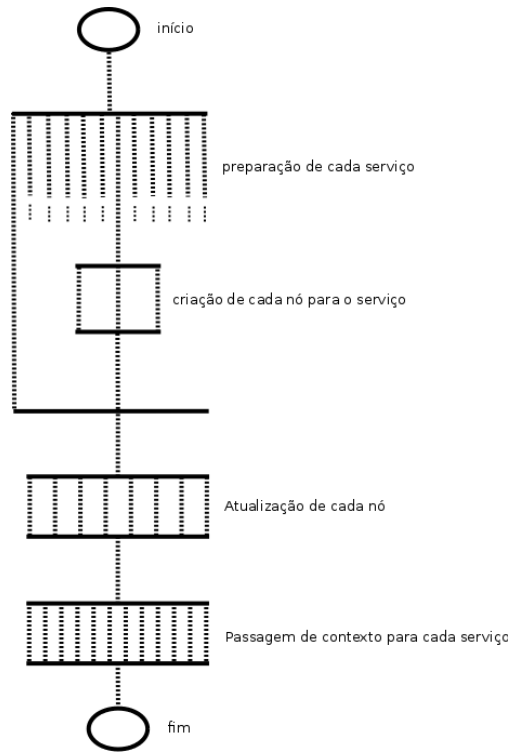 início
preparação de cada serviço
criação de cada nó para o serviço
Atualização de cada nó
Passagem de contexto para cada serviço
fim